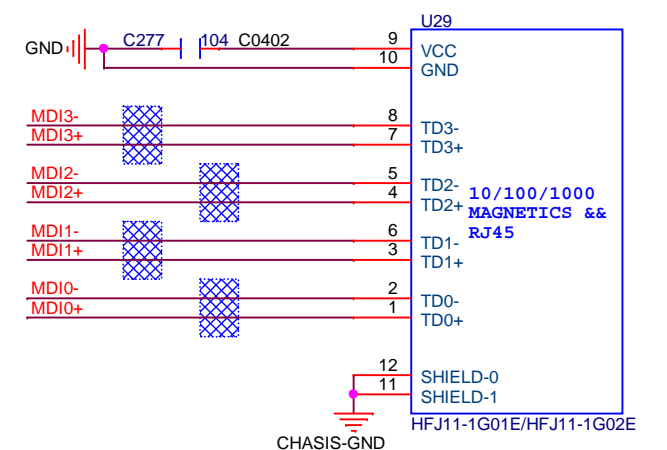 U29
GND
C277
104
C0402
9
VCC
10
GND
MDI3-
8
TD3-
MDI3+
7
TD3+
MDI2-
5
TD2-
MDI2+
4
TD2+
10/100/1000
MAGNETICS &&
RJ45
MDI1-
6
TD1-
MDI1+
3
TD1+
MDI0-
2
TD0-
MDI0+
1
TD0+
12
SHIELD-0
11
SHIELD-1
HFJ11-1G01E/HFJ11-1G02E
CHASIS-GND